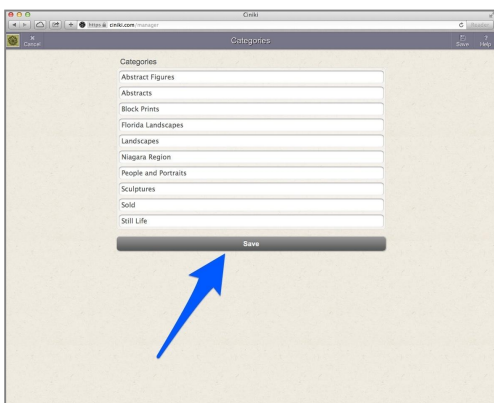 Ciniki
https ciniki.com/manager
Reader
Cancel
Categories
Save
Help
Categories
Abstract Figures
Abstracts
Block Prints
Florida Landscapes
Landscapes
Niagara Region
People and Portraits
Sculptures
Sold
Still Life
Save